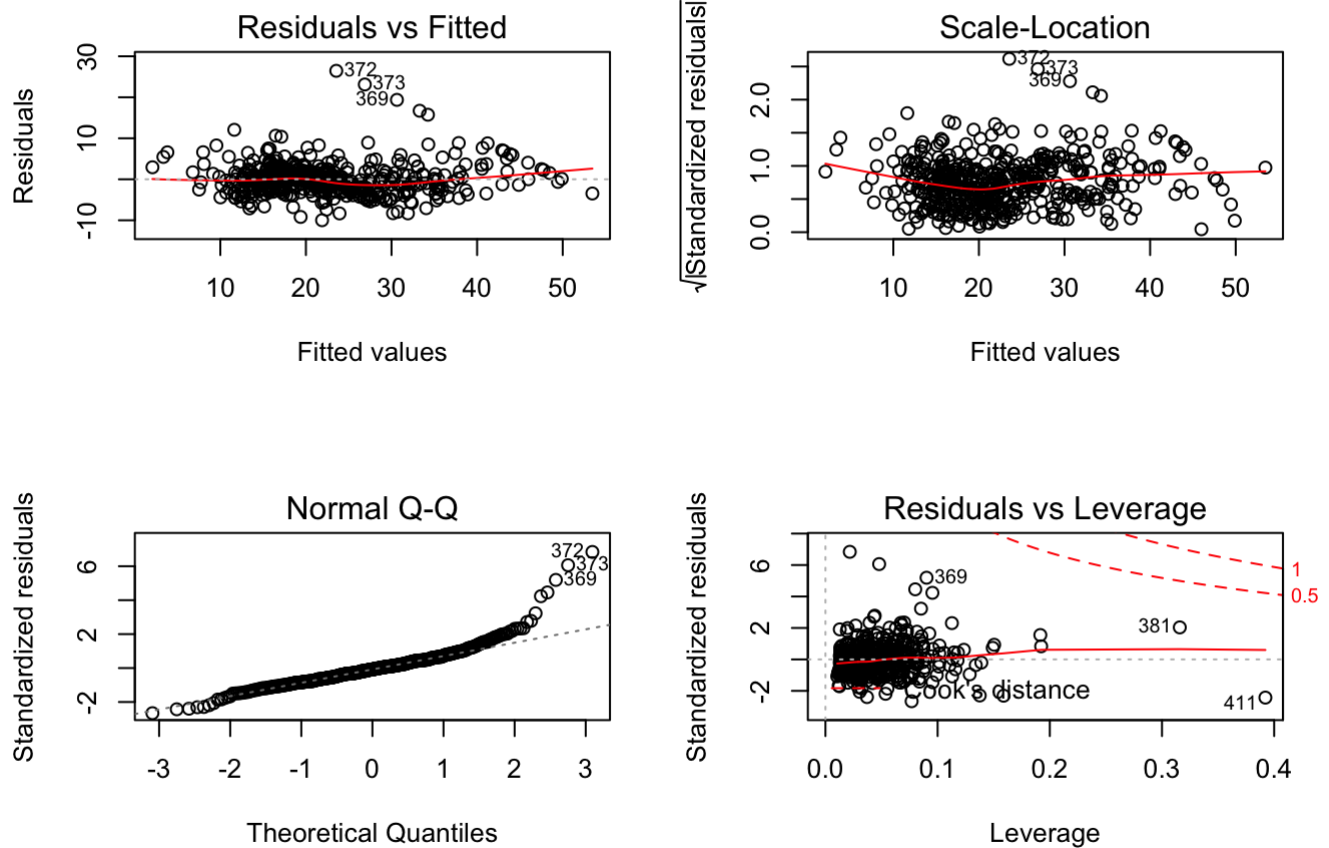 Residuals vs Fitted
30
10
-10
Residuals
372
373
369
10 20 30 40 50
Fitted values
Scale-Location
2.0
1.0
0.0
√|Standardized residuals|
372
373
369
10 20 30 40 50
Fitted values
Normal Q-Q
6
2
-2
Standardized residuals
372
373
369
-3 -2 -1 0 1 2 3
Theoretical Quantiles
Residuals vs Leverage
6
2
-2
Standardized residuals
369
381
411
1
0.5
ook's distance
0.0 0.1 0.2 0.3 0.4
Leverage